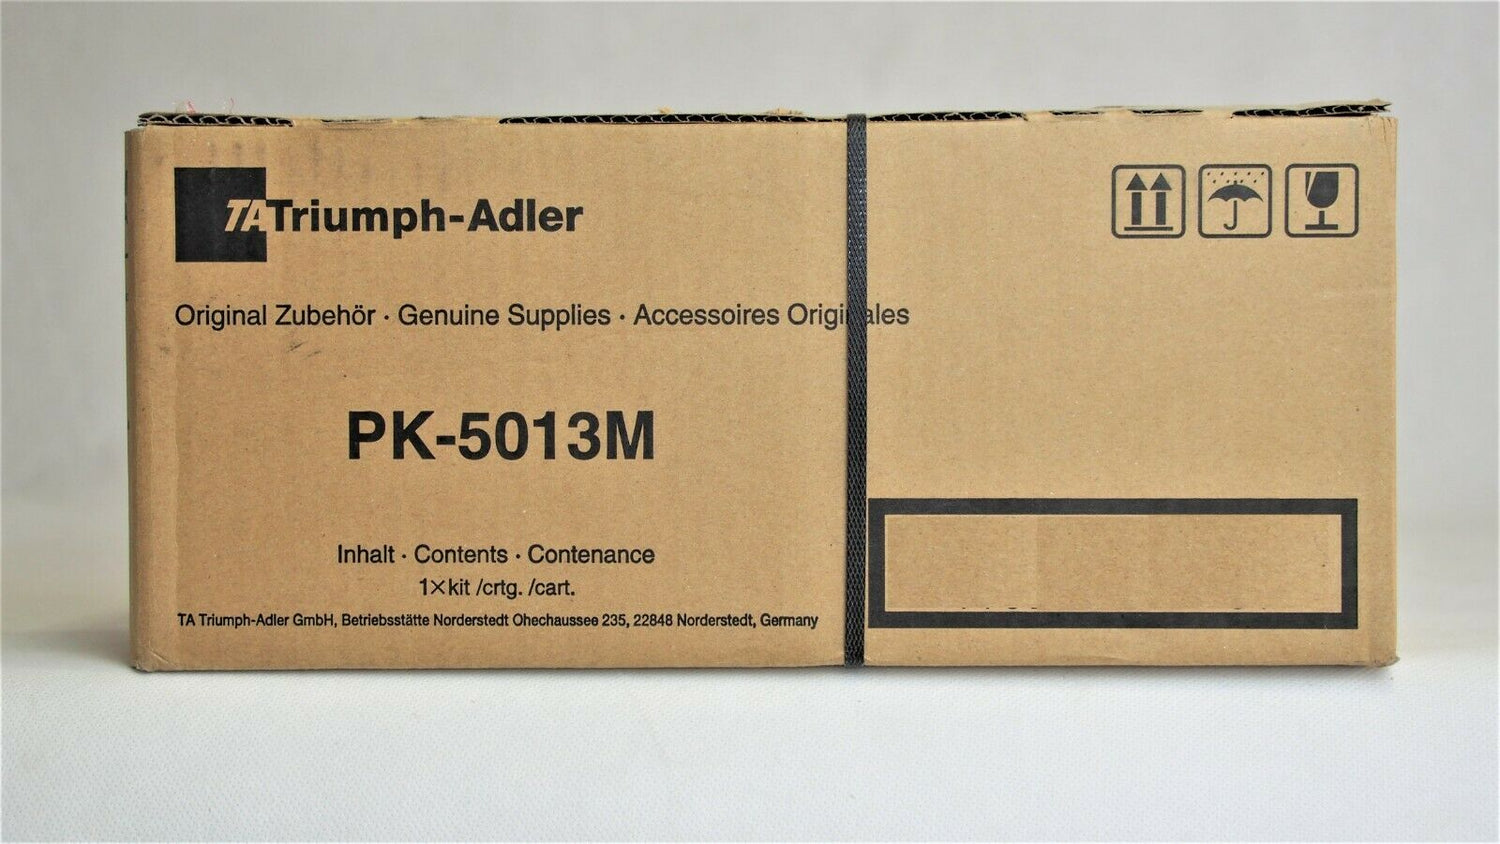 TA Triumph-Adler
Original Zubehör · Genuine Supplies · Accessoires Originales
PK-5013M
Inhalt · Contents · Contenance
1×kit /crtg. /cart.
TA Triumph-Adler GmbH, Betriebsstätte Norderstedt Ohechaussee 235, 22848 Norderstedt, Germany